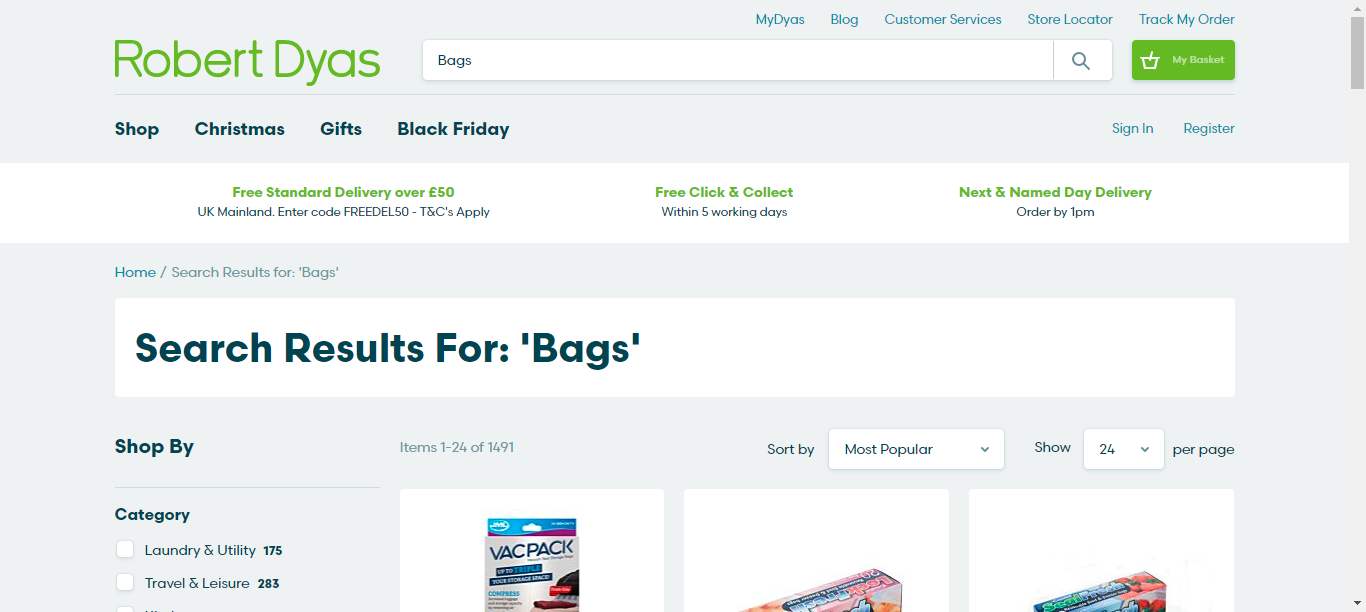 MyDyas Blog Customer Services Store Locator Track My Order
Robert Dyas
Bags
My Basket
Shop Christmas Gifts Black Friday
Sign In Register
Free Standard Delivery over £50 Free Click & Collect Next & Named Day Delivery
UK Mainland. Enter code FREEDEL50 - T&C's Apply Within 5 working days Order by 1pm
Home / Search Results for: 'Bags'
Search Results For: 'Bags'
Shop By
Items 1-24 of 1491
Sort by Most Popular
Show 24 per page
Category
Laundry & Utility 175
Travel & Leisure 283
JML
VACPACK
UP TO TRIPLE
YOUR STORAGE SPACE!
COMPRESS